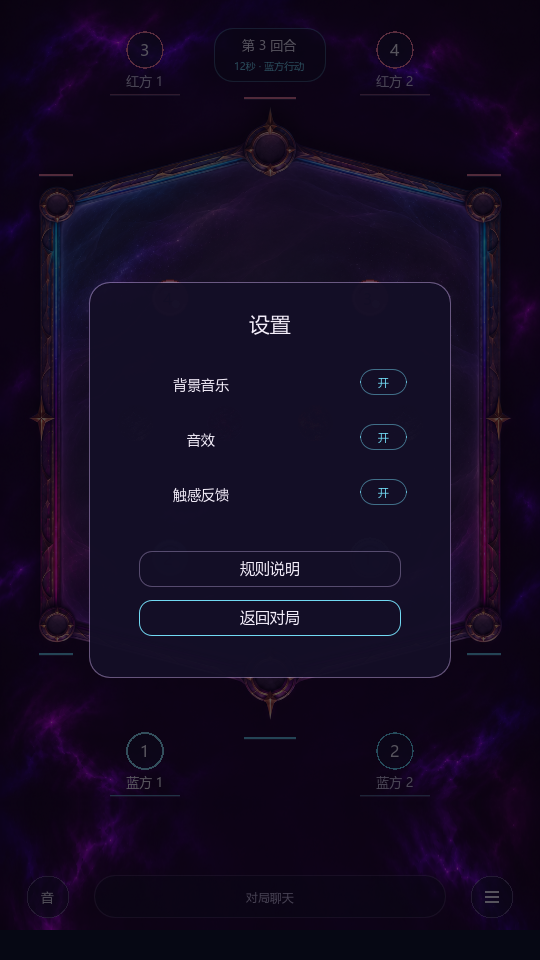 3
第 3 回合
4
12秒 · 蓝方行动
红方 1
红方 2
设置
背景音乐
开
音效
开
触感反馈
开
规则说明
返回对局
1
2
蓝方 1
蓝方 2
音
对局聊天